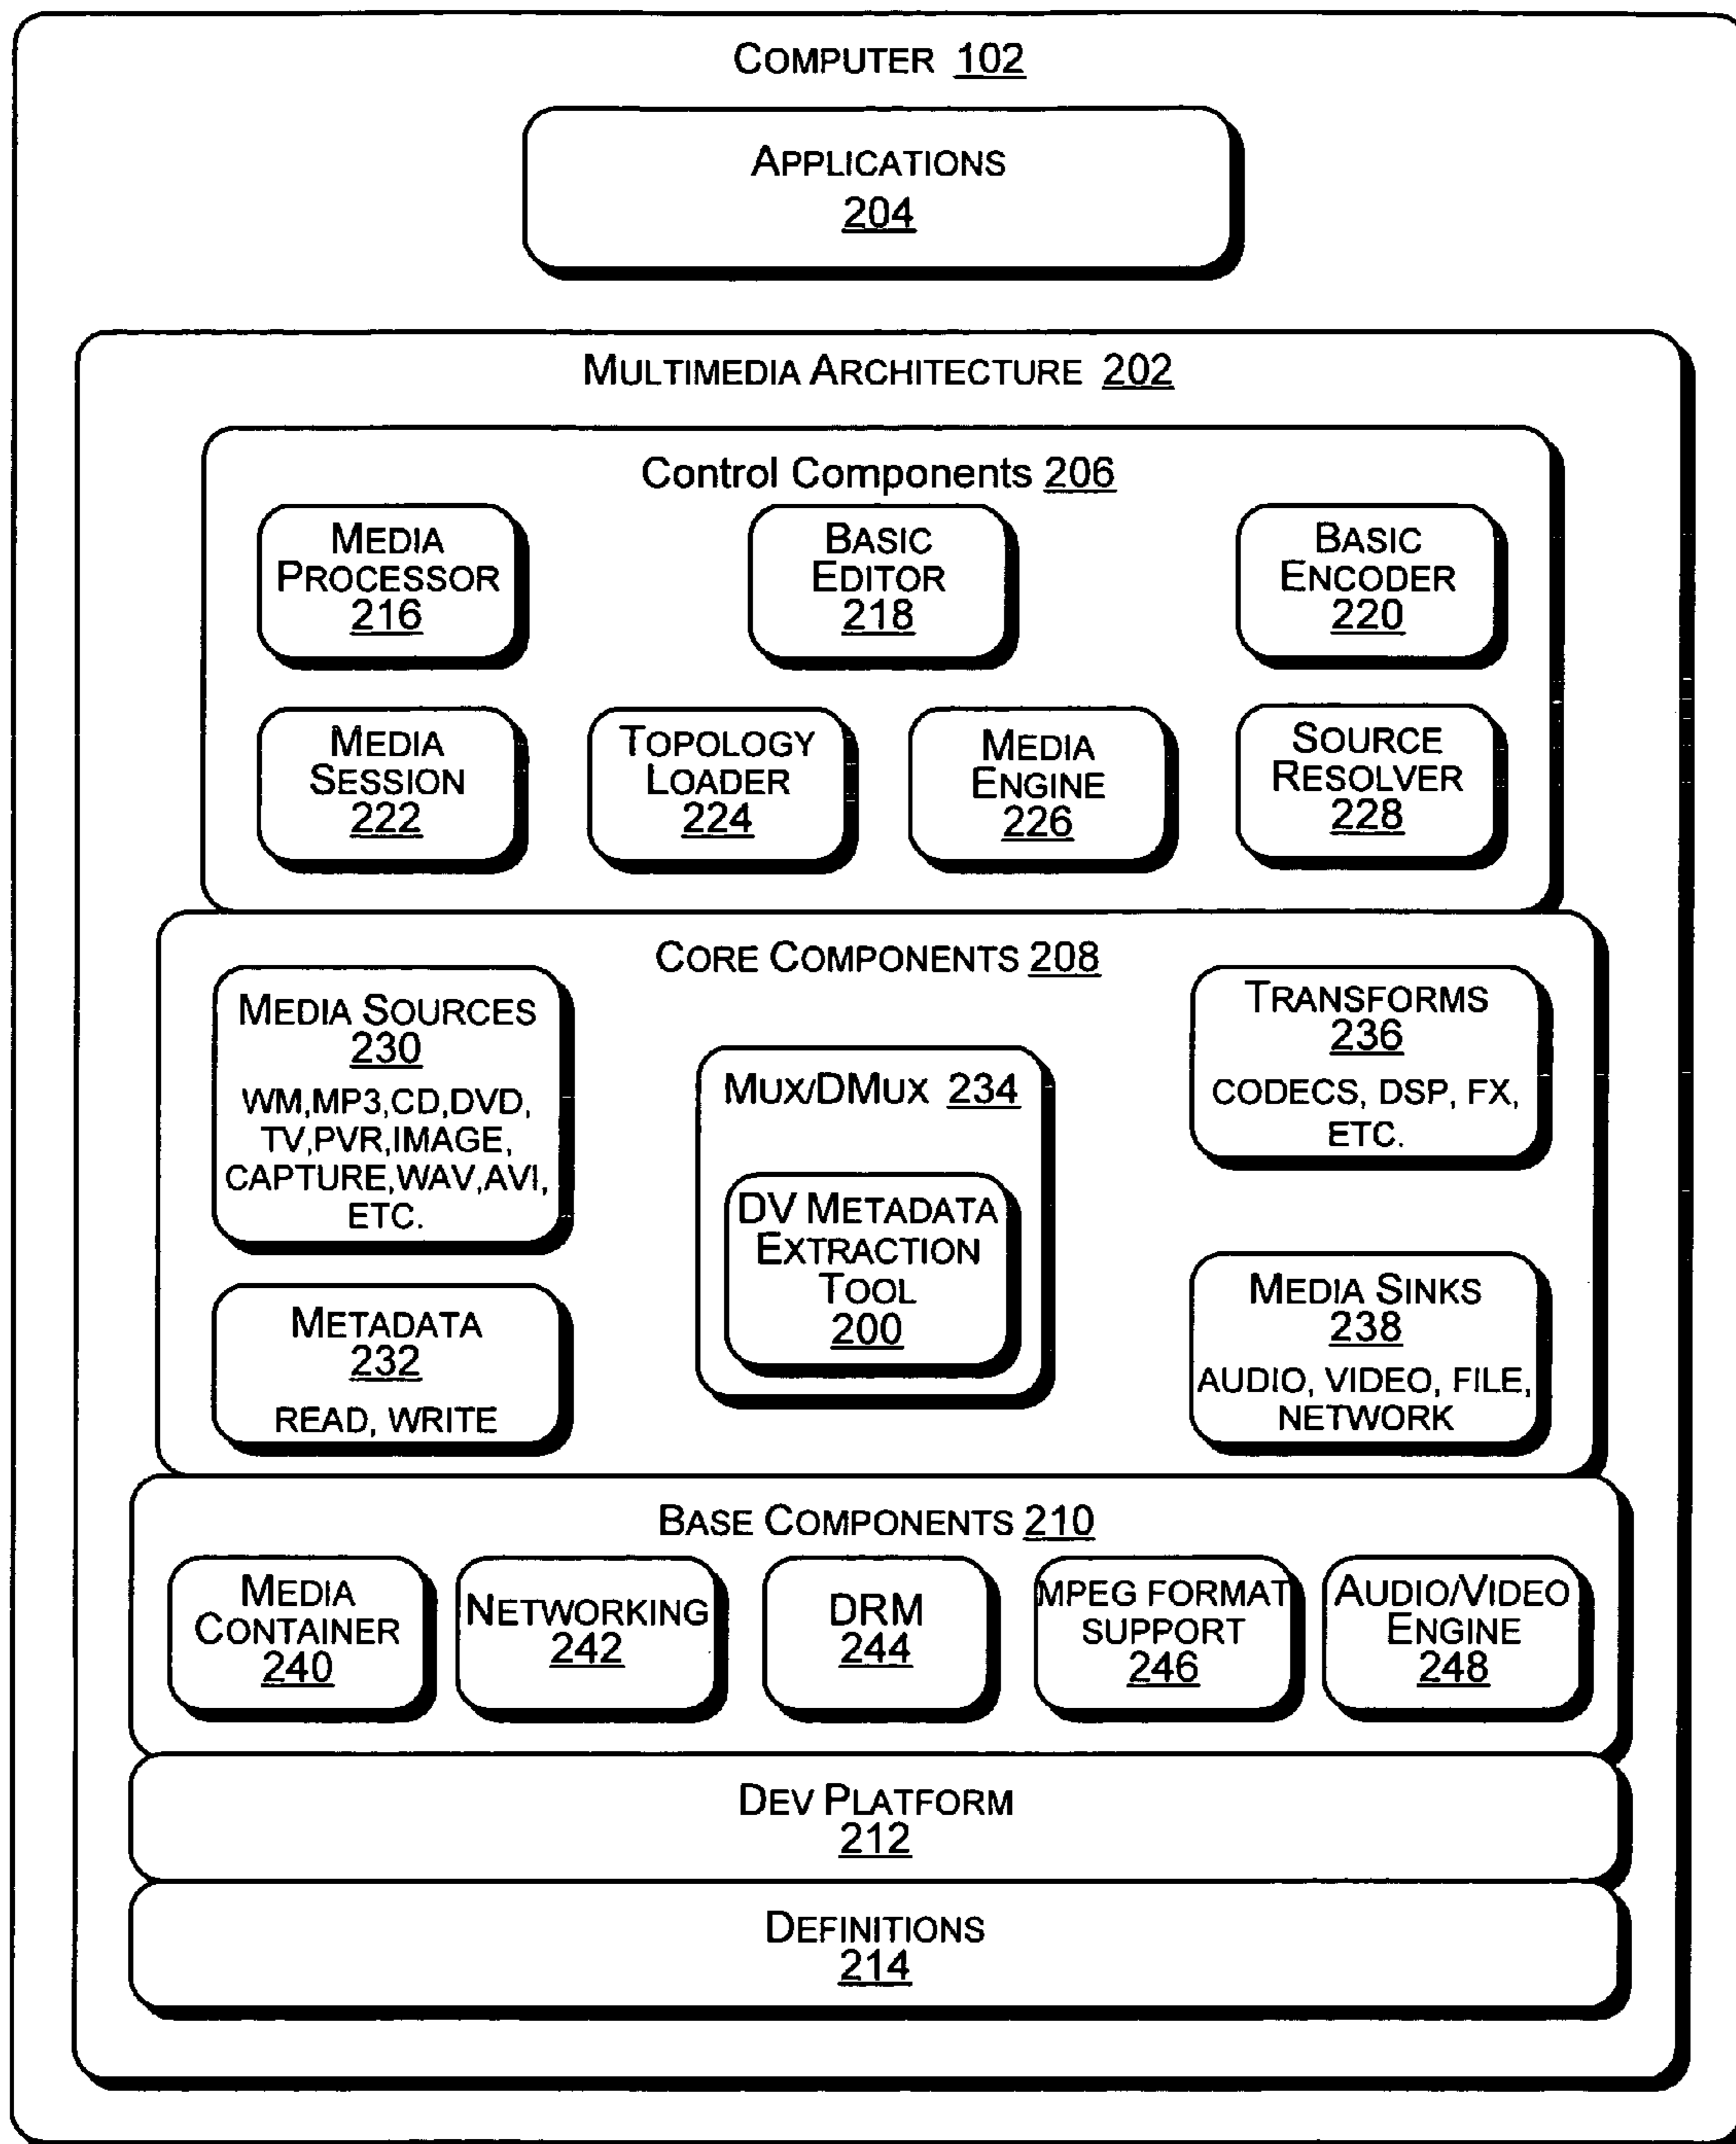 COMPUTER 102
APPLICATIONS
204
MULTIMEDIA ARCHITECTURE 202
Control Components 206
MEDIA
PROCESSOR
216
BASIC
EDITOR
218
BASIC
ENCODER
220
MEDIA
SESSION
222
TOPOLOGY
LOADER
224
MEDIA
ENGINE
226
SOURCE
RESOLVER
228
CORE COMPONENTS 208
MEDIA SOURCES
230
WM,MP3,CD,DVD,
TV,PVR,IMAGE,
CAPTURE,WAV,AVI,
ETC.
METADATA
232
READ, WRITE
MUX/DMUX 234
DV METADATA
EXTRACTION
TOOL
200
TRANSFORMS
236
CODECS, DSP, FX,
ETC.
MEDIA SINKS
238
AUDIO, VIDEO, FILE,
NETWORK
BASE COMPONENTS 210
MEDIA
CONTAINER
240
NETWORKING
242
DRM
244
MPEG FORMAT
SUPPORT
246
AUDIO/VIDEO
ENGINE
248
DEV PLATFORM
212
DEFINITIONS
214